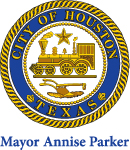 CITY OF HOUSTON
TEXAS
Mayor Annise Parker